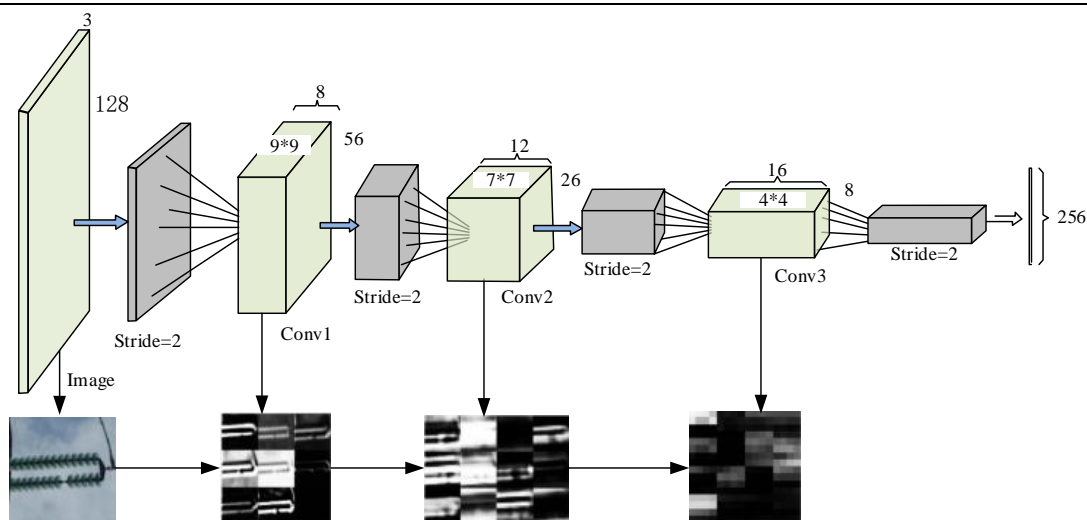 3
128
Stride=2
Image
8
9*9
56
Conv1
Stride=2
12
7*7
26
Conv2
Stride=2
16
4*4
8
Conv3
Stride=2
256